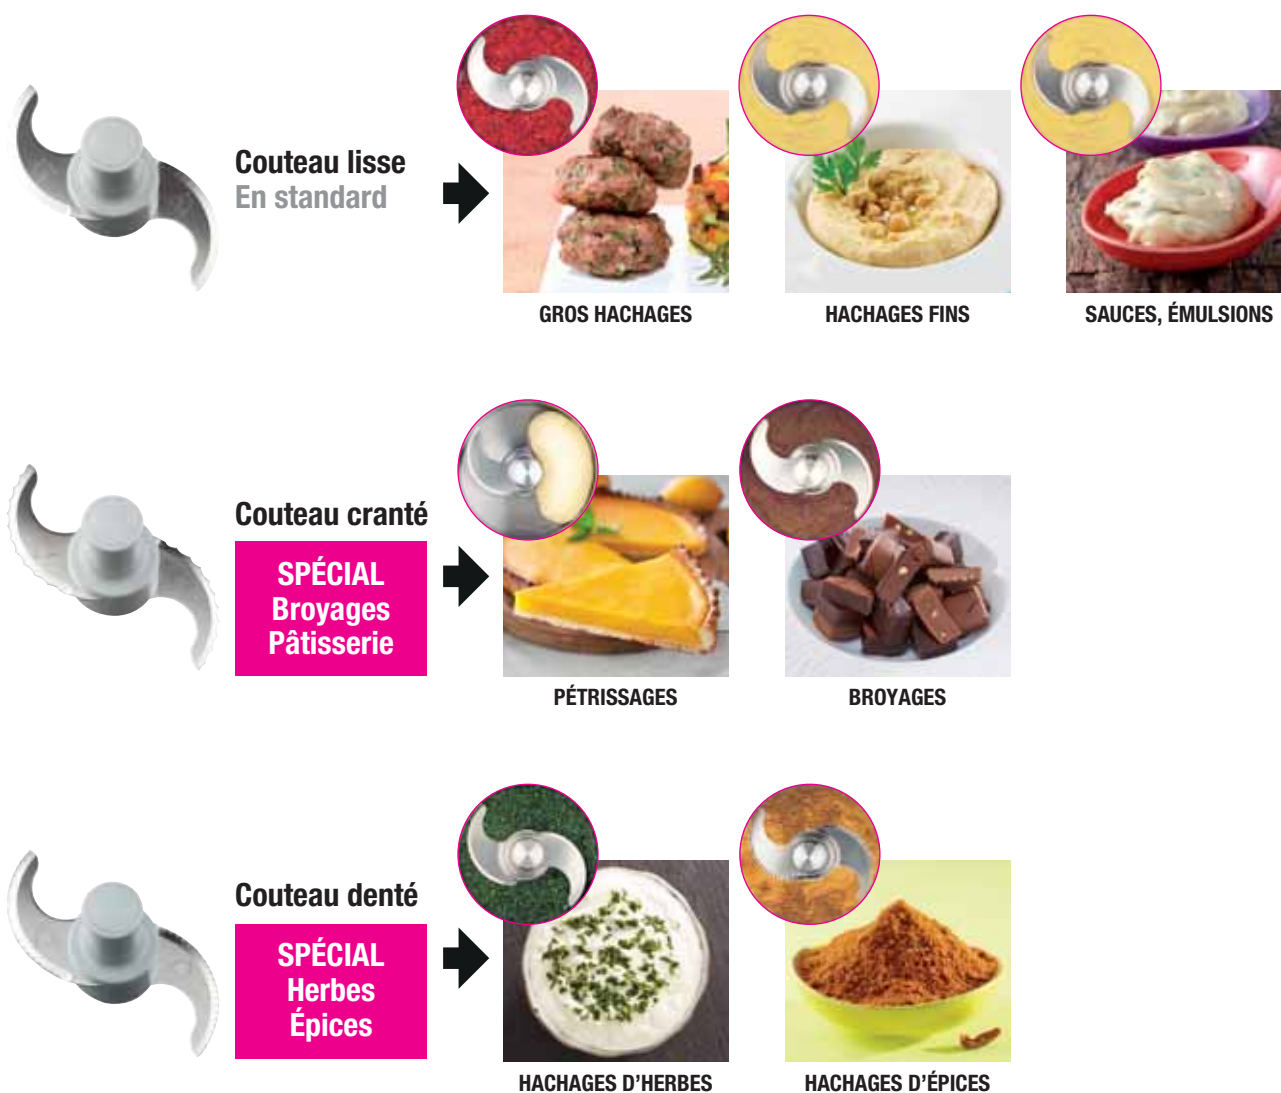 Couteau lisse
En standard
GROS HACHAGES
HACHAGES FINS
SAUCES, ÉMULSIONS
Couteau cranté
SPÉCIAL
Broyages
Pâtisserie
PÉTRISSAGES
BROYAGES
Couteau denté
SPÉCIAL
Herbes
Épices
HACHAGES D'HERBES
HACHAGES D'ÉPICES